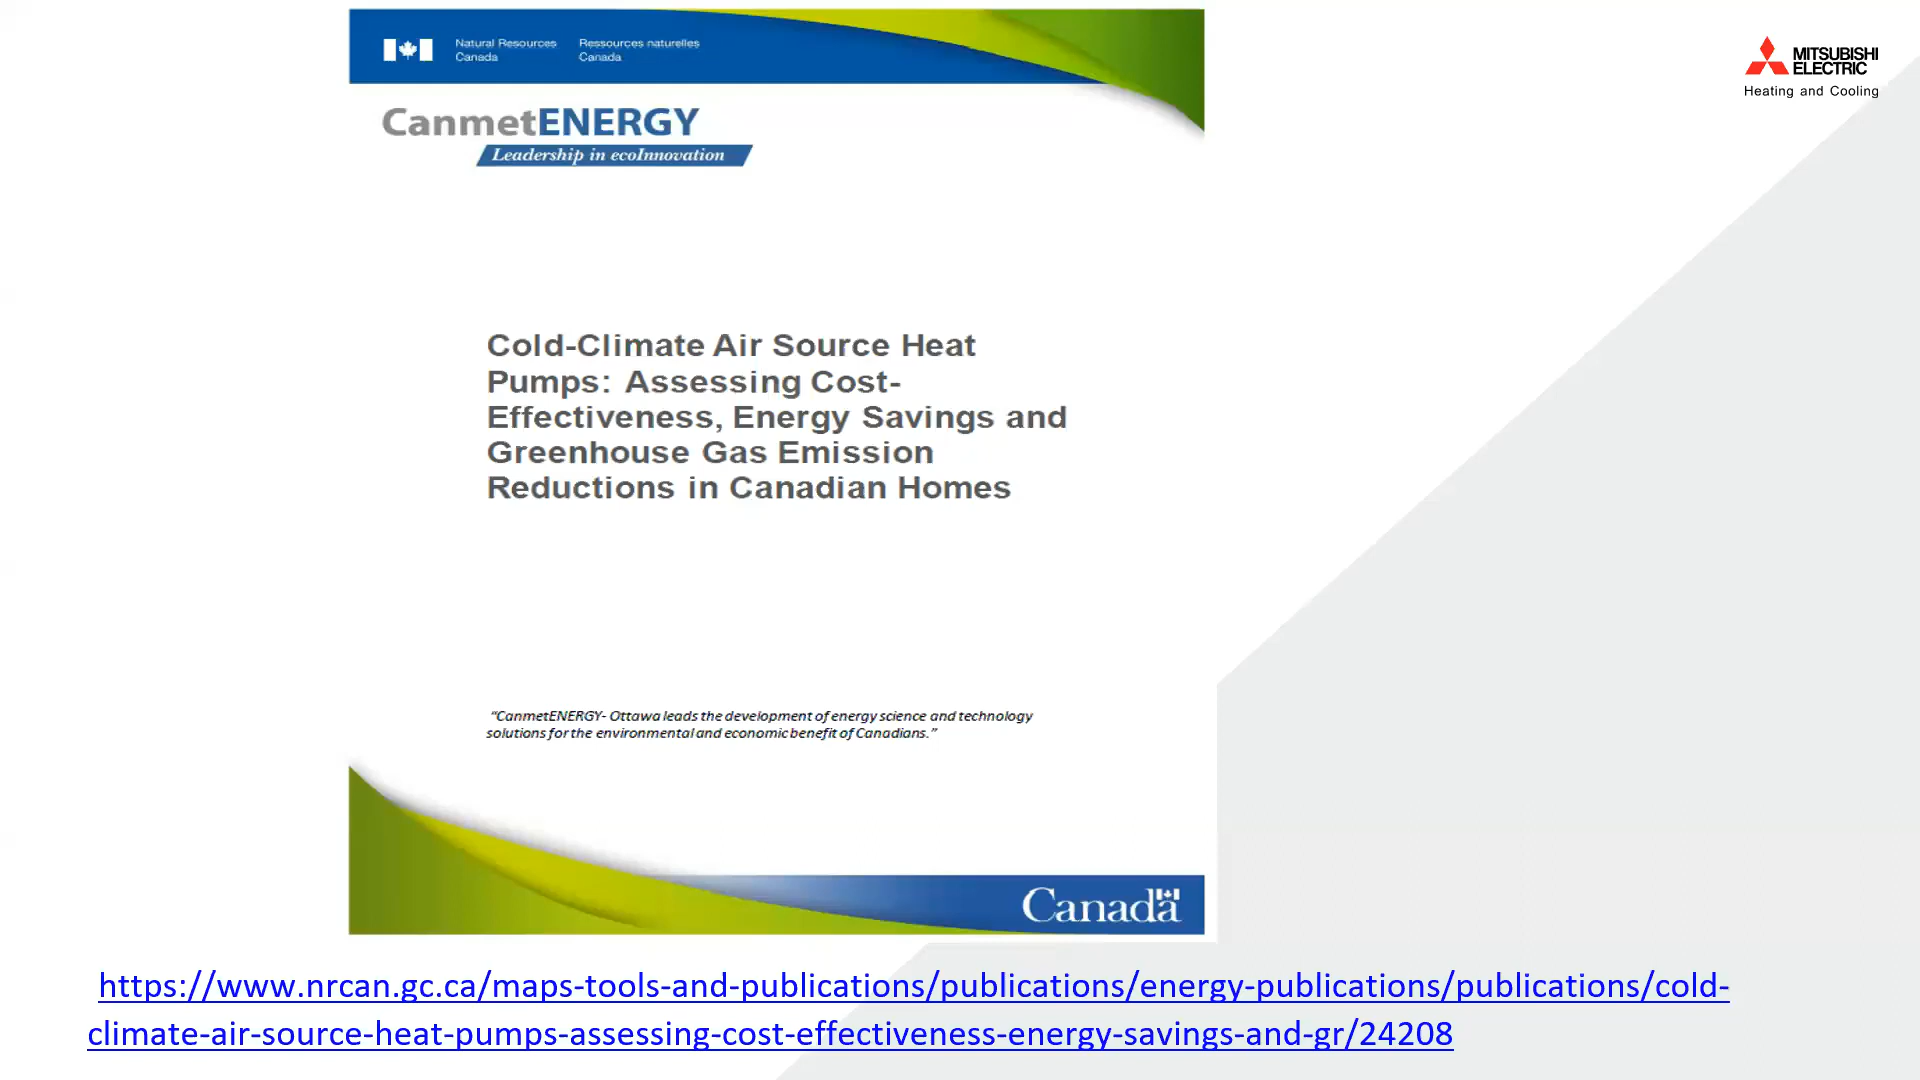 Natural Resources Canada
Ressources naturelles Canada
MITSUBISHI
ELECTRIC
Heating and Cooling
CanmetENERGY
Leadership in ecoInnovation
Cold-Climate Air Source Heat
Pumps: Assessing Cost-
Effectiveness, Energy Savings and
Greenhouse Gas Emission
Reductions in Canadian Homes
“CanmetENERGY- Ottawa leads the development of energy science and technology
solutions for the environmental and economic benefit of Canadians.”
Canada
https://www.nrcan.gc.ca/maps-tools-and-publications/publications/energy-publications/publications/cold-
climate-air-source-heat-pumps-assessing-cost-effectiveness-energy-savings-and-gr/24208